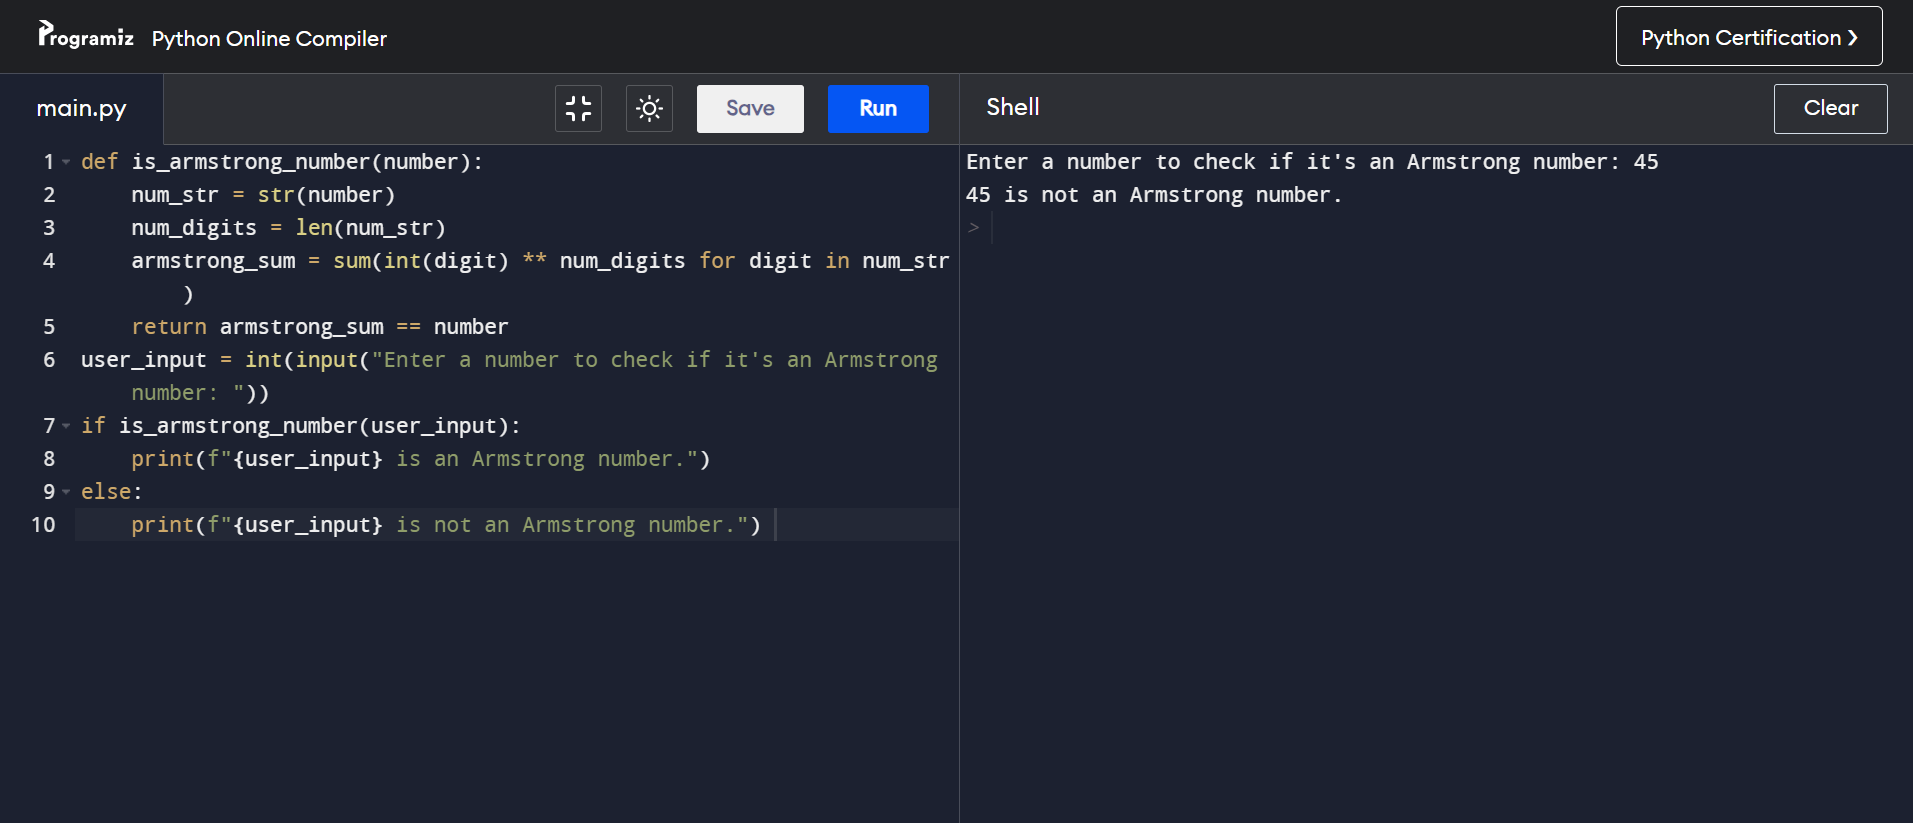 Programiz Python Online Compiler
Python Certification ❯
main.py
Save
Run
Shell
Clear
1 def is_armstrong_number(number):
2     num_str = str(number)
3     num_digits = len(num_str)
4     armstrong_sum = sum(int(digit) ** num_digits for digit in num_str
        )
5     return armstrong_sum == number
6 user_input = int(input("Enter a number to check if it's an Armstrong
    number: "))
7 if is_armstrong_number(user_input):
8     print(f"{user_input} is an Armstrong number.")
9 else:
10     print(f"{user_input} is not an Armstrong number.")
Enter a number to check if it's an Armstrong number: 45
45 is not an Armstrong number.
>